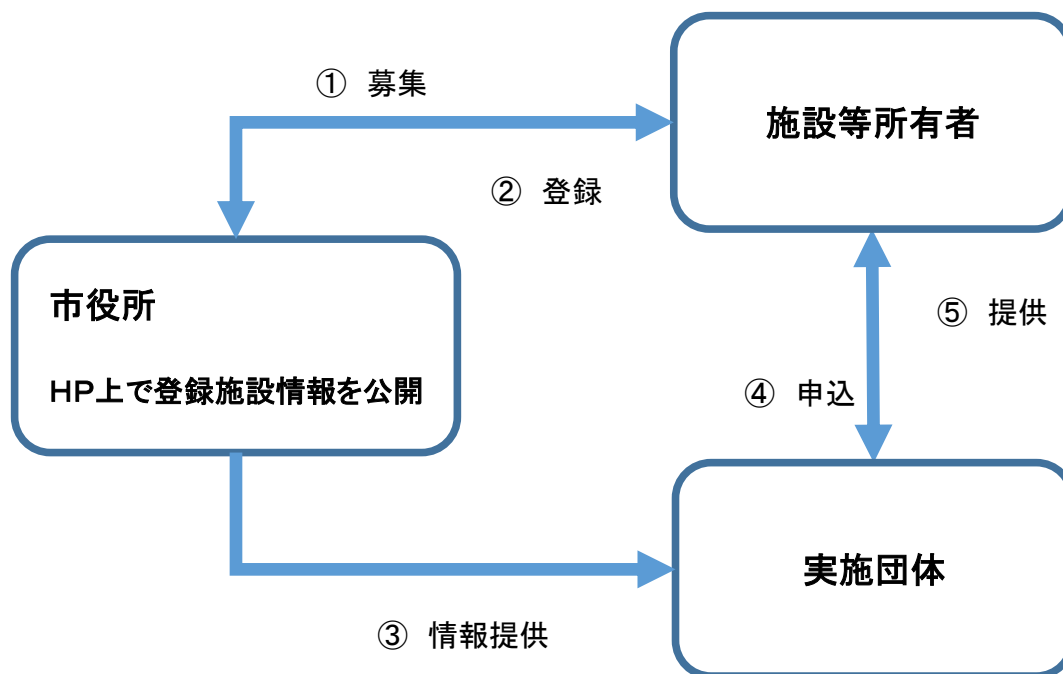 ① 募集
施設等所有者
② 登録
市役所
HP上で登録施設情報を公開
⑤ 提供
④ 申込
実施団体
③ 情報提供